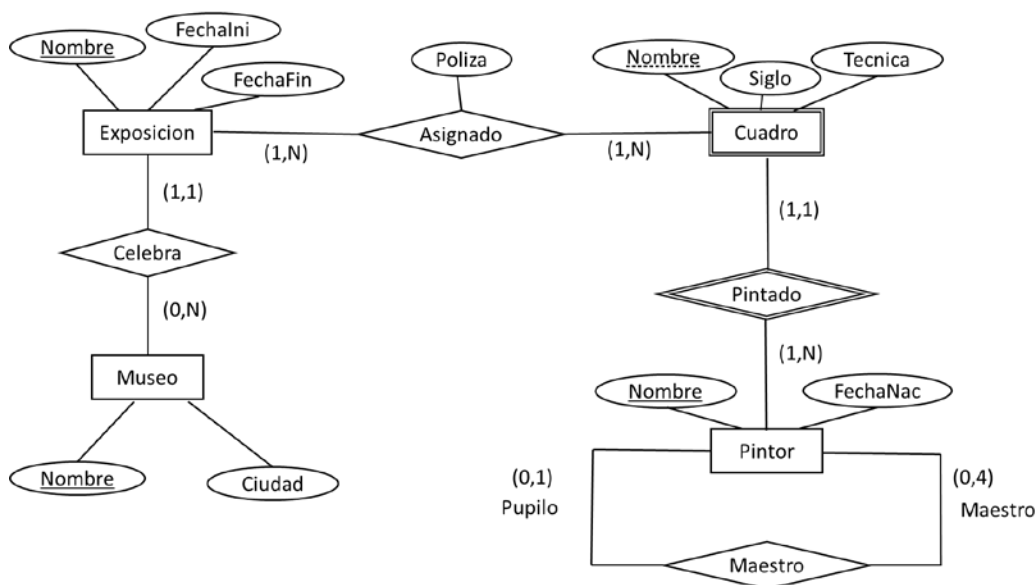 Nombre
FechaIni
FechaFin
Exposicion
(1,N)
Poliza
Asignado
(1,N)
Nombre
Siglo
Tecnica
Cuadro
(1,1)
Celebra
(0,N)
Museo
Nombre
Ciudad
(1,1)
Pintado
(1,N)
Nombre
FechaNac
Pintor
(0,1)
Pupilo
(0,4)
Maestro
Maestro